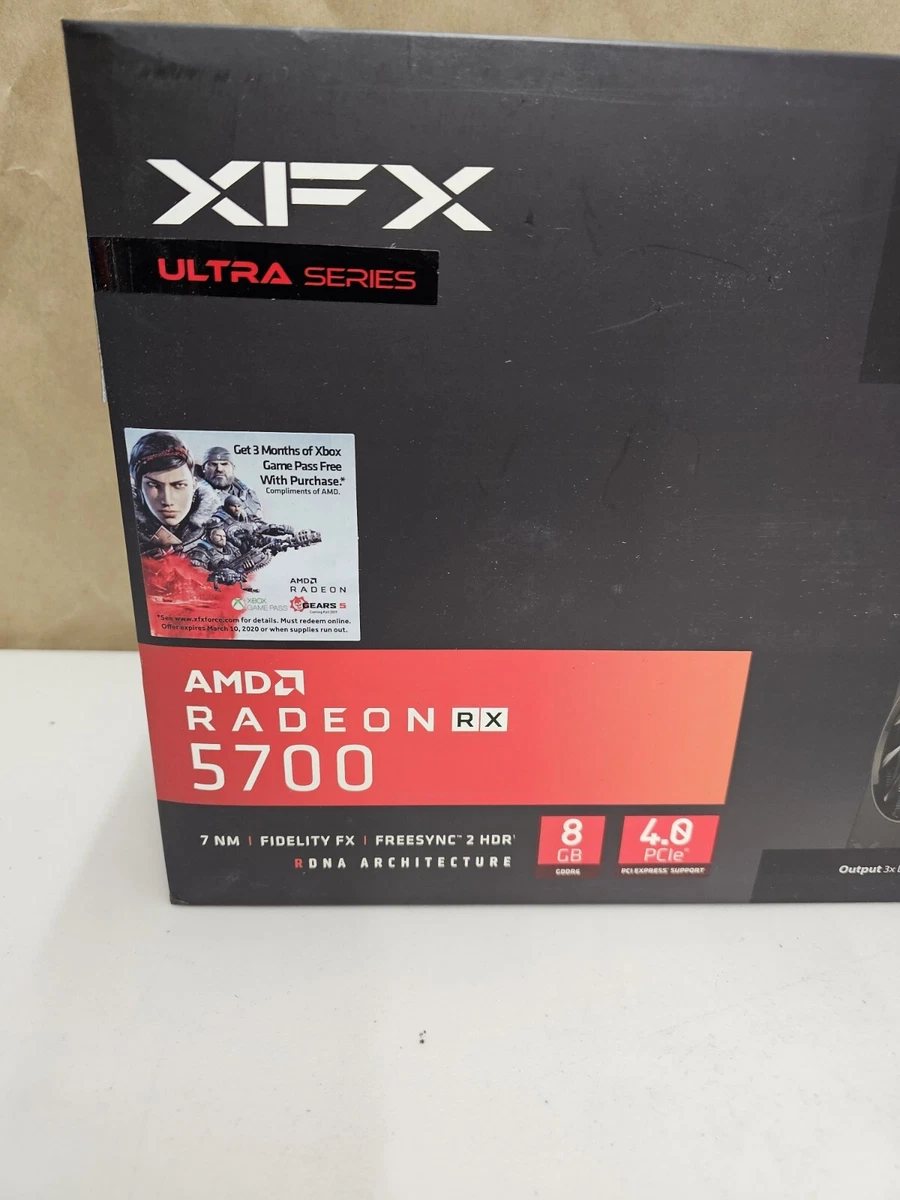 XFX
ULTRA SERIES
Get 3 Months of Xbox
Game Pass Free
With Purchase.*
Compliments of AMD.
AMD
RADEON
XBOX
GAME PASS
GEARS 5
*See www.xfxforce.com for details. Must redeem online.
Offer expires March 10, 2020 or when supplies run out.
AMD
RADEON RX
5700
7 NM | FIDELITY FX | FREESYNC™ 2 HDR¹
RDNA ARCHITECTURE
8
GB
GDDR6
4.0
PCIe®
PCI EXPRESS® SUPPORT
Output 3x